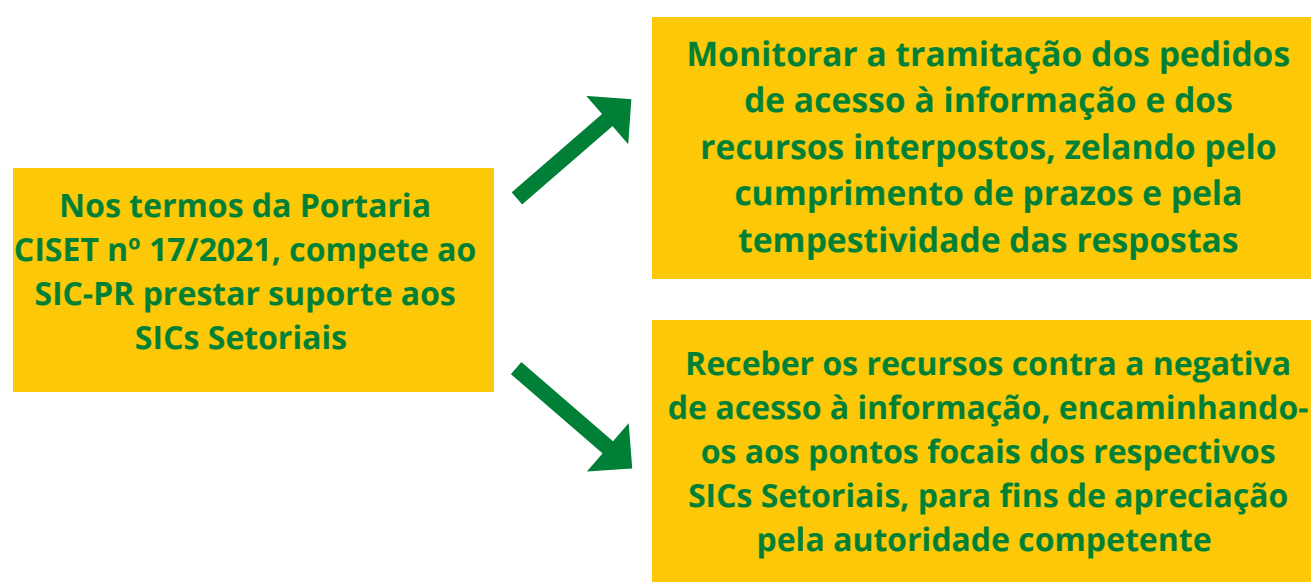 Nos termos da Portaria
CISET nº 17/2021, compete ao
SIC-PR prestar suporte aos
SICs Setoriais
Monitorar a tramitação dos pedidos
de acesso à informação e dos
recursos interpostos, zelando pelo
cumprimento de prazos e pela
tempestividade das respostas
Receber os recursos contra a negativa
de acesso à informação, encaminhando-
os aos pontos focais dos respectivos
SICs Setoriais, para fins de apreciação
pela autoridade competente